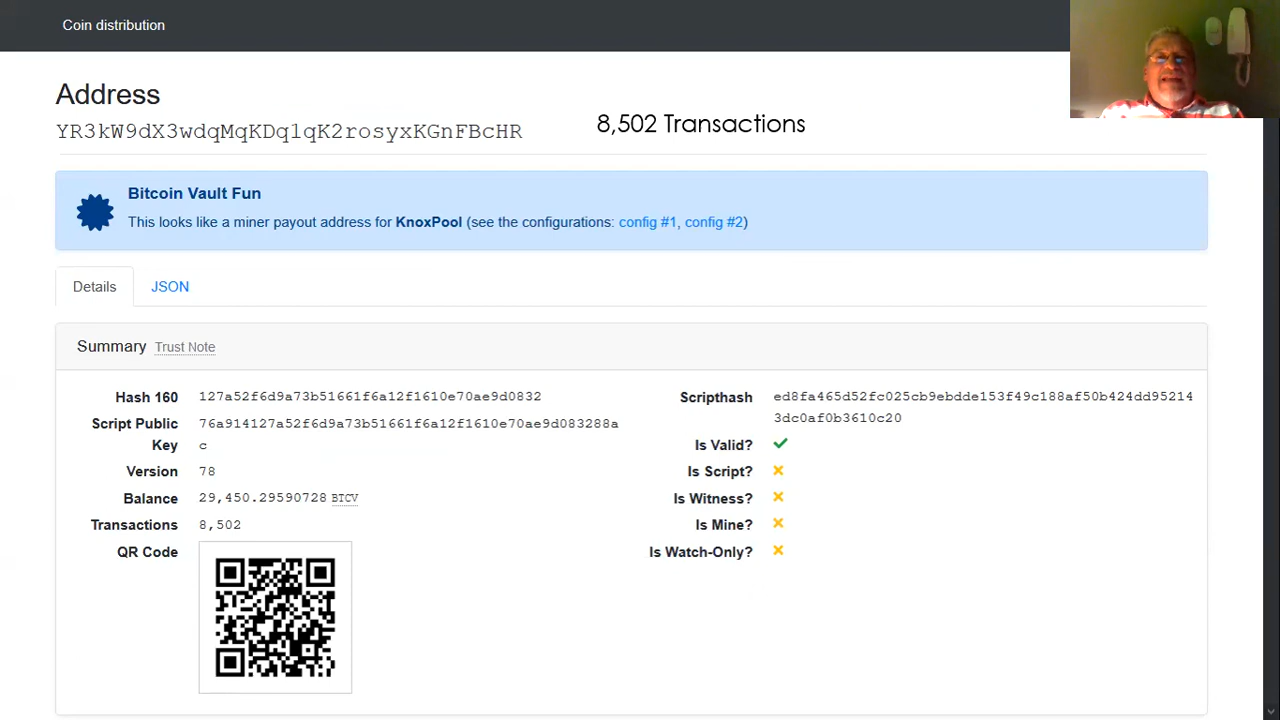 Coin distribution
Address
YR3kW9dX3wdqMqKDq1qK2rosyxKGnFBcHR
8,502 Transactions
Bitcoin Vault Fun
This looks like a miner payout address for KnoxPool (see the configurations: config #1, config #2)
Details
JSON
Summary Trust Note
Hash 160 127a52f6d9a73b51661f6a12f1610e70ae9d0832
Script Public Key 76a914127a52f6d9a73b51661f6a12f1610e70ae9d083288a
c
Version 78
Balance 29,450.29590728 BTCV
Transactions 8,502
QR Code
Scripthash ed8fa465d52fc025cb9ebdde153f49c188af50b424dd95214
3dc0af0b3610c20
Is Valid?
Is Script?
Is Witness?
Is Mine?
Is Watch-Only?